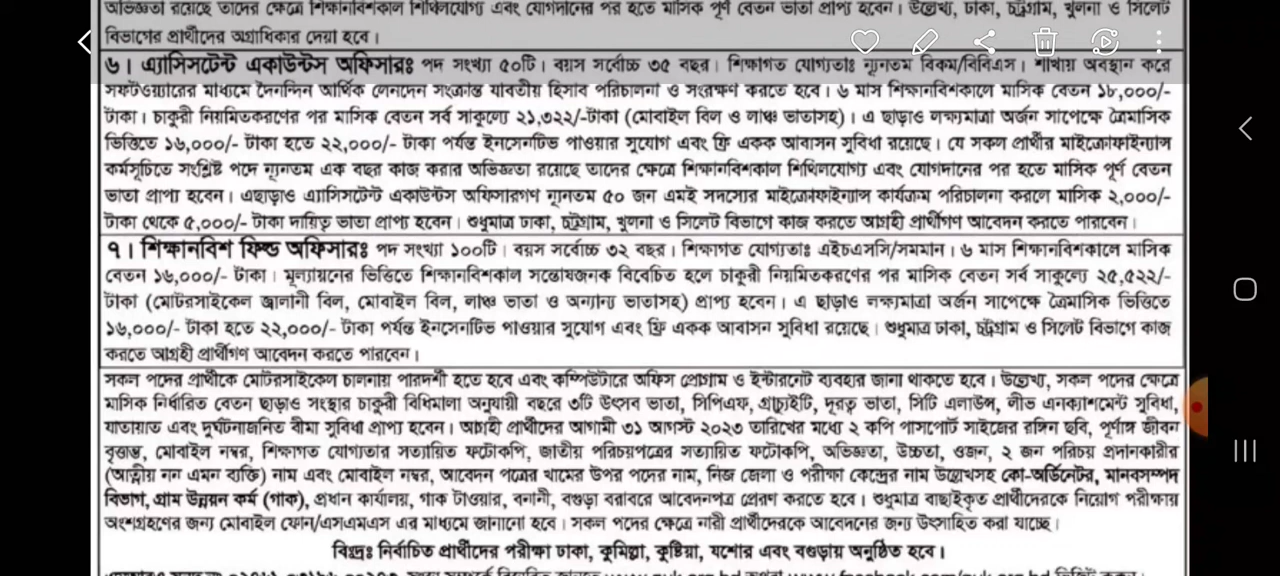 অভিজ্ঞতা রয়েছে তাদের ক্ষেত্রে শিক্ষানবিশকাল শিথিলযোগ্য এবং যোগদানের পর হতে মাসিক পূর্ণ বেতন ভাতা প্রাপ্য হবেন। উল্লেখ্য, ঢাকা, চট্রগ্রাম, খুলনা ও সিলেট
বিভাগের প্রার্থীদের অগ্রাধিকার দেয়া হবে।
৬। এ্যাসিসটেন্ট একাউন্টস অফিসারঃ পদ সংখ্যা ৫০টি। বয়স সর্বোচ্চ ৩৫ বছর। শিক্ষাগত যোগ্যতাঃ ন্যূনতম বিকম/বিবিএস। শাখায় অবস্থান করে
সফটওয়্যারের মাধ্যমে দৈনন্দিন আর্থিক লেনদেন সংক্রান্ত যাবতীয় হিসাব পরিচালনা ও সংরক্ষণ করতে হবে। ৬ মাস শিক্ষানবিশকালে মাসিক বেতন ১৮,০০০/-
টাকা। চাকুরী নিয়মিতকরণের পর মাসিক বেতন সর্ব সাকুল্যে ২১,৩২২/-টাকা (মোবাইল বিল ও লাঞ্চ ভাতাসহ)। এ ছাড়াও লক্ষ্যমাত্রা অর্জন সাপেক্ষে ত্রৈমাসিক
ভিত্তিতে ১৬,০০০/- টাকা হতে ২২,০০০/- টাকা পর্যন্ত ইনসেনটিভ পাওয়ার সুযোগ এবং ফ্রি একক আবাসন সুবিধা রয়েছে। যে সকল প্রার্থীর মাইক্রোফাইন্যান্স
কর্মসূচিতে সংশ্লিষ্ট পদে ন্যূনতম এক বছর কাজ করার অভিজ্ঞতা রয়েছে তাদের ক্ষেত্রে শিক্ষানবিশকাল শিথিলযোগ্য এবং যোগদানের পর হতে মাসিক পূর্ণ বেতন
ভাতা প্রাপ্য হবেন। এছাড়াও এ্যাসিসটেন্ট একাউন্টস অফিসারগণ ন্যূনতম ৫০ জন এমই সদস্যের মাইক্রোফাইন্যান্স কার্যক্রম পরিচালনা করলে মাসিক ২,০০০/-
টাকা থেকে ৫,০০০/- টাকা দায়িত্ব ভাতা প্রাপ্য হবেন। শুধুমাত্র ঢাকা, চট্রগ্রাম, খুলনা ও সিলেট বিভাগে কাজ করতে আগ্রহী প্রার্থীগণ আবেদন করতে পারবেন।
৭। শিক্ষানবিশ ফিল্ড অফিসারঃ পদ সংখ্যা ১০০টি। বয়স সর্বোচ্চ ৩২ বছর। শিক্ষাগত যোগ্যতাঃ এইচএসসি/সমমান। ৬ মাস শিক্ষানবিশকালে মাসিক
বেতন ১৬,০০০/- টাকা। মূল্যায়নের ভিত্তিতে শিক্ষানবিশকাল সন্তোষজনক বিবেচিত হলে চাকুরী নিয়মিতকরণের পর মাসিক বেতন সর্ব সাকুল্যে ২৫,৫২২/-
টাকা (মোটরসাইকেল জ্বালানী বিল, মোবাইল বিল, লাঞ্চ ভাতা ও অন্যান্য ভাতাসহ) প্রাপ্য হবেন। এ ছাড়াও লক্ষ্যমাত্রা অর্জন সাপেক্ষে ত্রৈমাসিক ভিত্তিতে
১৬,০০০/- টাকা হতে ২২,০০০/- টাকা পর্যন্ত ইনসেনটিভ পাওয়ার সুযোগ এবং ফ্রি একক আবাসন সুবিধা রয়েছে। শুধুমাত্র ঢাকা, চট্রগ্রাম ও সিলেট বিভাগে কাজ
করতে আগ্রহী প্রার্থীগণ আবেদন করতে পারবেন।
সকল পদের প্রার্থীকে মোটরসাইকেল চালনায় পারদর্শী হতে হবে এবং কম্পিউটারে অফিস প্রোগ্রাম ও ইন্টারনেট ব্যবহার জানা থাকতে হবে। উল্লেখ্য, সকল পদের ক্ষেত্রে
মাসিক নির্ধারিত বেতন ছাড়াও সংস্থার চাকুরী বিধিমালা অনুযায়ী বছরে ৩টি উৎসব ভাতা, সিপিএফ, গ্রাচ্যুইটি, দূরত্ব ভাতা, সিটি এলাউন্স, লীভ এনক্যাশমেন্ট সুবিধা,
যাতায়াত এবং দুর্ঘটনাজনিত বীমা সুবিধা প্রাপ্য হবেন। আগ্রহী প্রার্থীদের আগামী ৩১ আগস্ট ২০২৩ তারিখের মধ্যে ২ কপি পাসপোর্ট সাইজের রঙ্গিন ছবি, পূর্ণাঙ্গ জীবন
বৃত্তান্ত, মোবাইল নম্বর, শিক্ষাগত যোগ্যতার সত্যায়িত ফটোকপি, জাতীয় পরিচয়পত্রের সত্যায়িত ফটোকপি, অভিজ্ঞতা, উচ্চতা, ওজন, ২ জন পরিচয় প্রদানকারীর
(আত্মীয় নন এমন ব্যক্তি) নাম এবং মোবাইল নম্বর, আবেদন পত্রের খামের উপর পদের নাম, নিজ জেলা ও পরীক্ষা কেন্দ্রের নাম উল্লেখসহ কো-অর্ডিনেটর, মানবসম্পদ
বিভাগ, গ্রাম উন্নয়ন কর্ম (গাক), প্রধান কার্যালয়, গাক টাওয়ার, বনানী, বগুড়া বরাবরে আবেদনপত্র প্রেরণ করতে হবে। শুধুমাত্র বাছাইকৃত প্রার্থীদেরকে নিয়োগ পরীক্ষায়
অংশগ্রহণের জন্য মোবাইল ফোন/এসএমএস এর মাধ্যমে জানানো হবে। সকল পদের ক্ষেত্রে নারী প্রার্থীদেরকে আবেদনের জন্য উৎসাহিত করা যাচ্ছে।
বিঃদ্রঃ নির্বাচিত প্রার্থীদের পরীক্ষা ঢাকা, কুমিল্লা, কুষ্টিয়া, যশোর এবং বগুড়ায় অনুষ্ঠিত হবে।